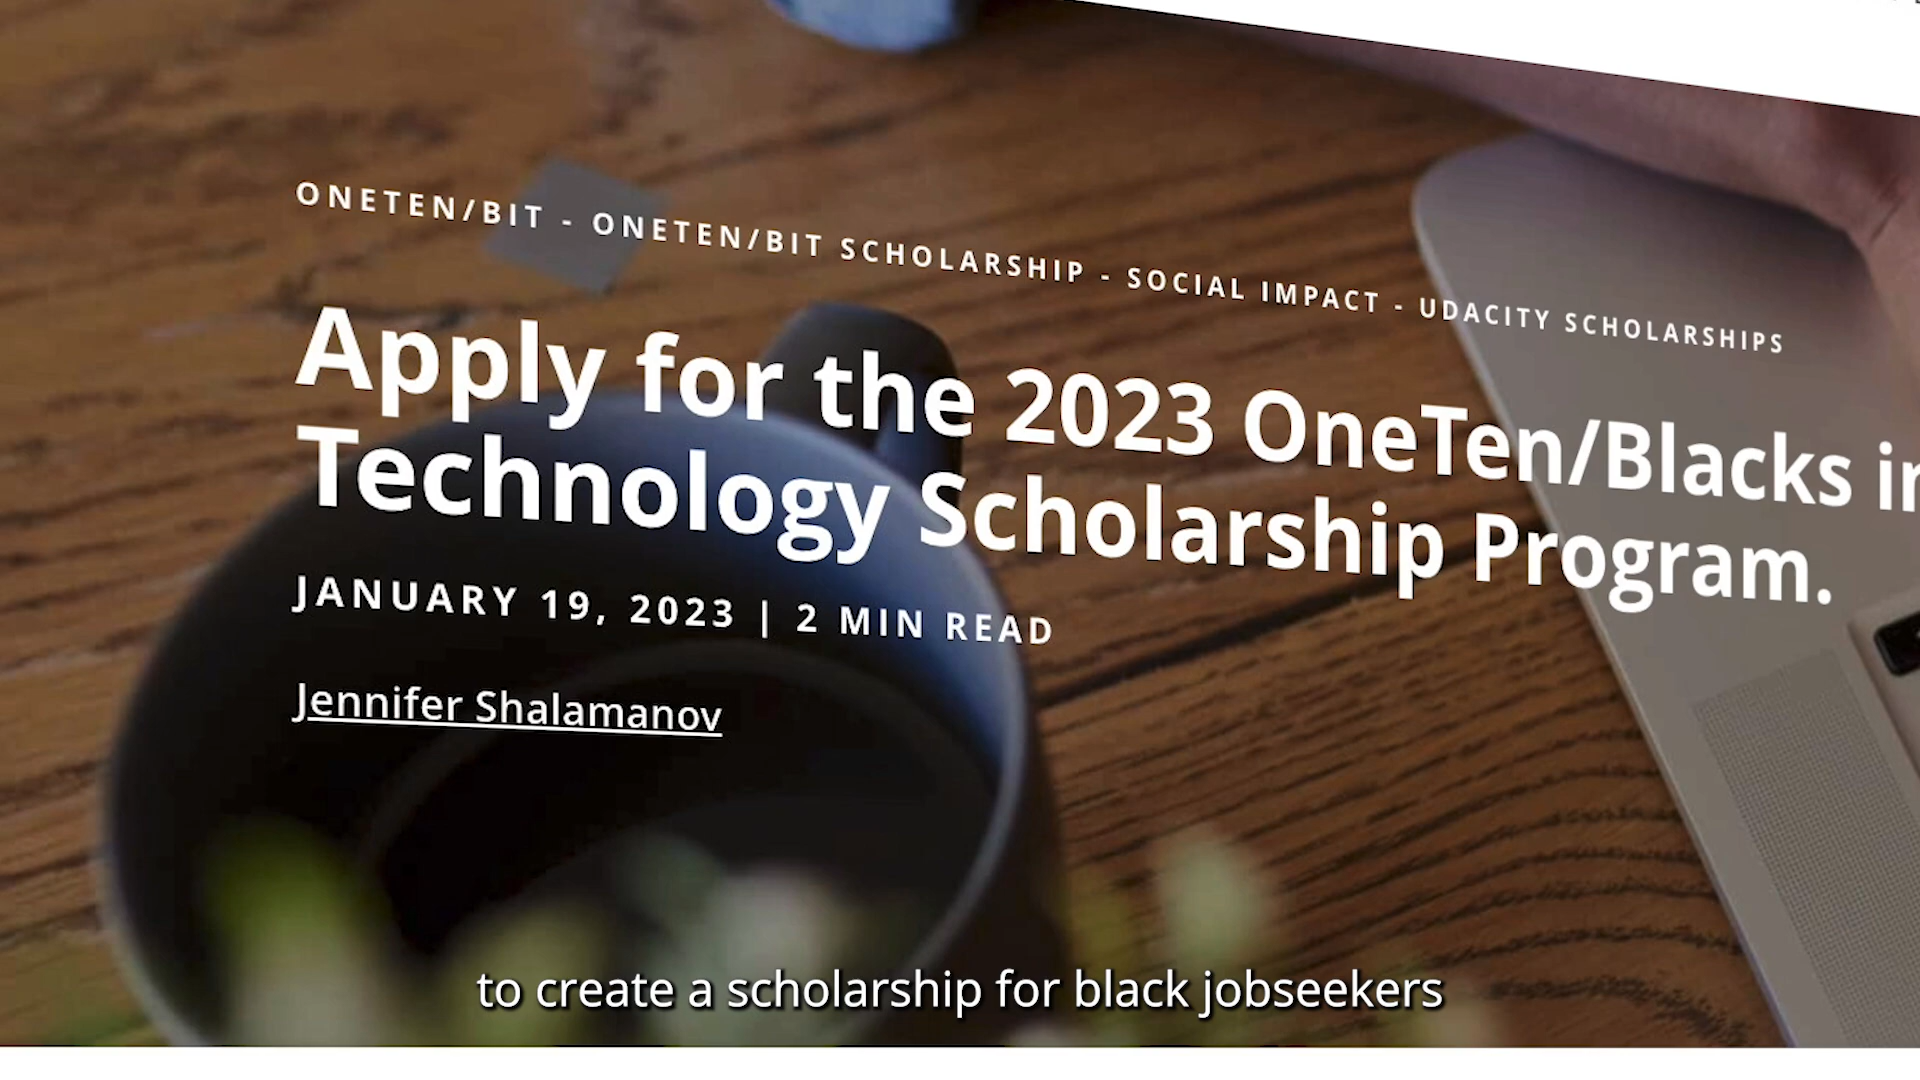 ONETEN/BIT - ONETEN/BIT SCHOLARSHIP - SOCIAL IMPACT - UDACITY SCHOLARSHIPS
Apply for the 2023 OneTen/Blacks in
Technology Scholarship Program.
JANUARY 19, 2023 | 2 MIN READ
Jennifer Shalamanov
to create a scholarship for black jobseekers